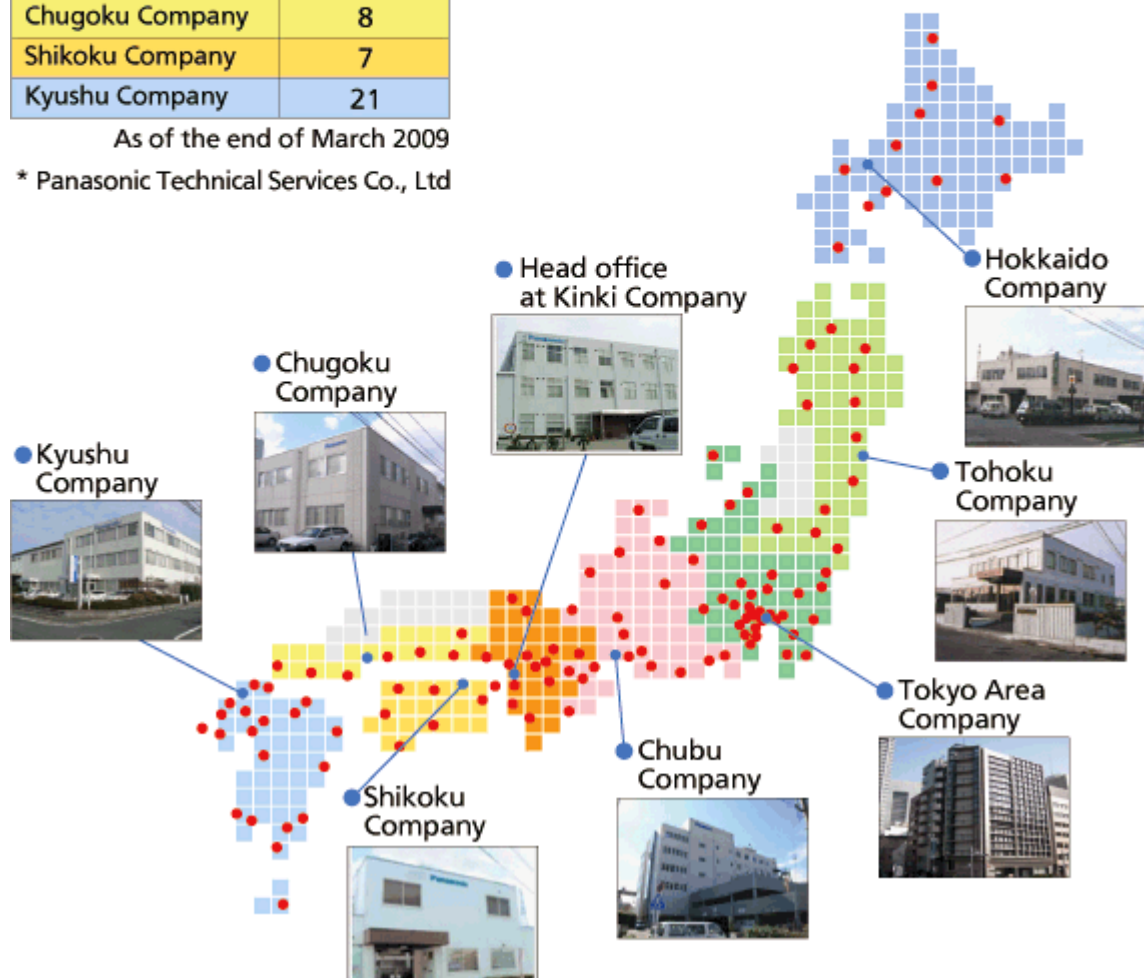 Chugoku Company 8
Shikoku Company 7
Kyushu Company 21
As of the end of March 2009
* Panasonic Technical Services Co., Ltd
Hokkaido
Company
Head office
at Kinki Company
Chugoku
Company
Kyushu
Company
Tohoku
Company
Tokyo Area
Company
Chubu
Company
Shikoku
Company
Panasonic